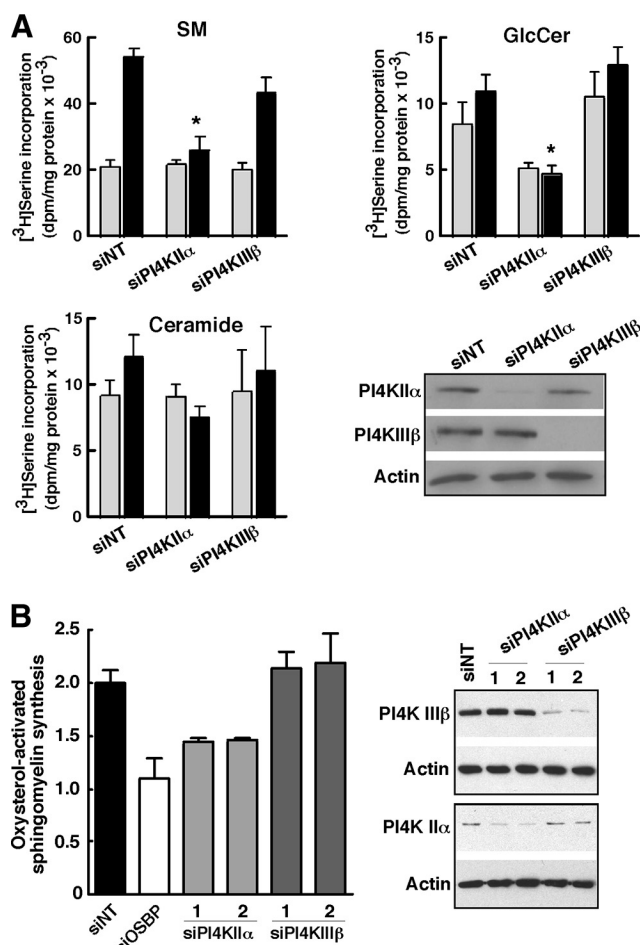 A
SM
[³H]Serine incorporation
(dpm/mg protein x 10⁻³)
60
40
20
0
*
siNT
siPI4KIIα
siPI4KIIIβ
GlcCer
[³H]Serine incorporation
(dpm/mg protein x 10⁻³)
15
10
5
0
*
siNT
siPI4KIIα
siPI4KIIIβ
Ceramide
[³H]Serine incorporation
(dpm/mg protein x 10⁻³)
15
10
5
0
siNT
siPI4KIIα
siPI4KIIIβ
siNT
siPI4KIIα
siPI4KIIIβ
PI4KIIα
PI4KIIIβ
Actin
B
Oxysterol-activated
sphingomyelin synthesis
2.5
2.0
1.5
1.0
0.5
0
siNT
siOSBP
1 2
siPI4KIIα
1 2
siPI4KIIIβ
siNT
siPI4KIIα
siPI4KIIIβ
1 2 1 2
PI4K IIIβ
Actin
PI4K IIα
Actin